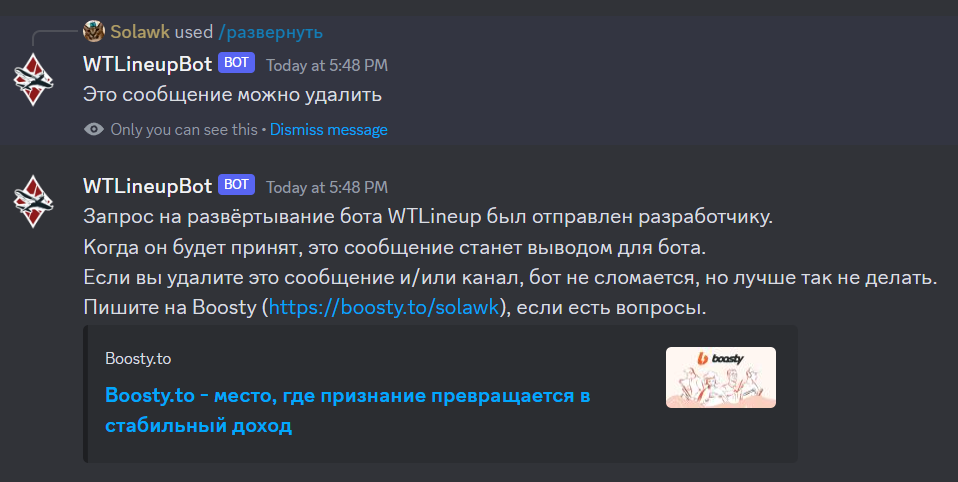 Solawk used /развернуть
WTLineupBot BOT Today at 5:48 PM
Это сообщение можно удалить
Only you can see this • Dismiss message
WTLineupBot BOT Today at 5:48 PM
Запрос на развёртывание бота WTLineup был отправлен разработчику.
Когда он будет принят, это сообщение станет выводом для бота.
Если вы удалите это сообщение и/или канал, бот не сломается, но лучше так не делать.
Пишите на Boosty (https://boosty.to/solawk), если есть вопросы.
Boosty.to
boosty
Boosty.to - место, где признание превращается в
стабильный доход